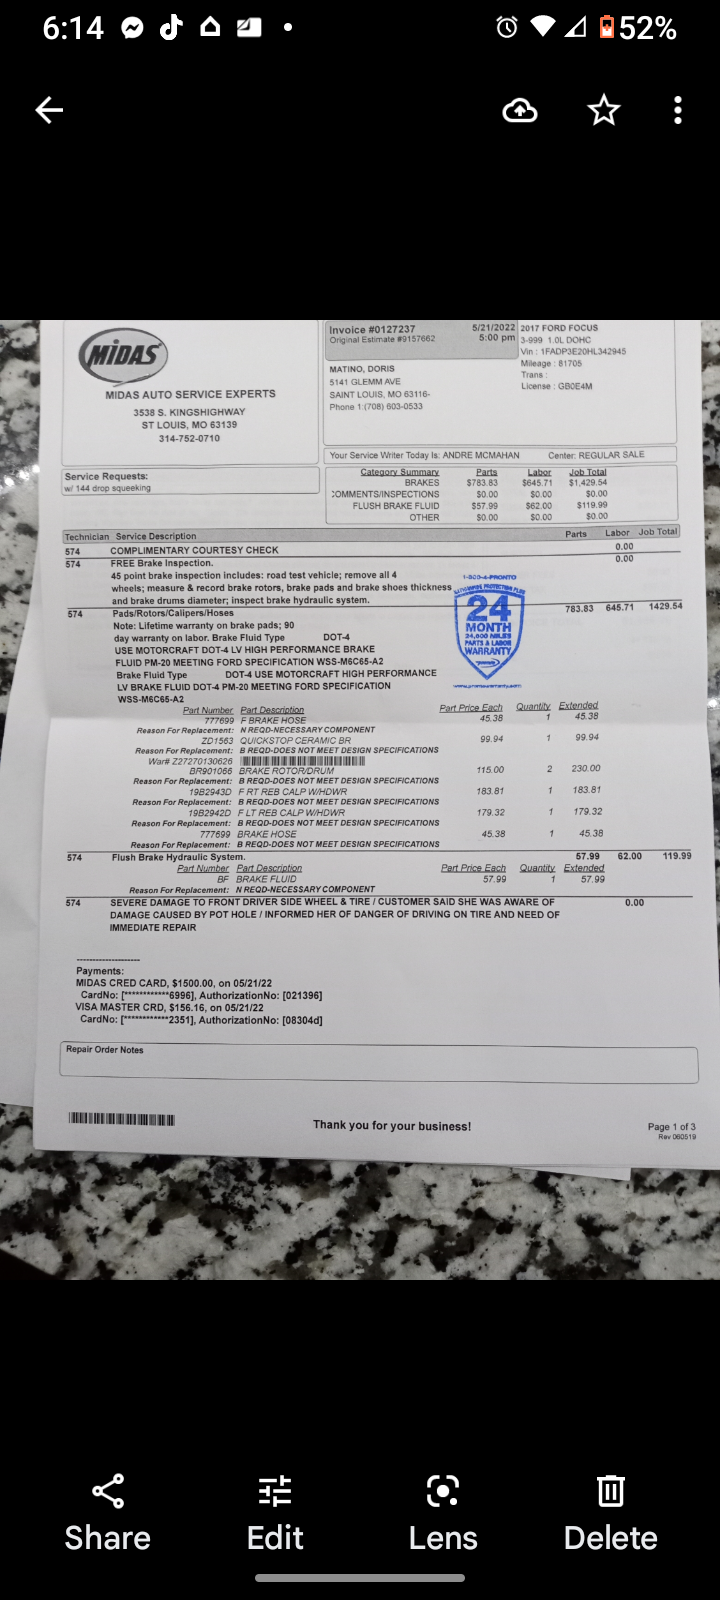 6:14
52%
MIDAS
MIDAS AUTO SERVICE EXPERTS
3538 S. KINGSHIGHWAY
ST LOUIS, MO 63139
314-752-0710
Invoice #0127237 5/21/2022
Original Estimate #9157662 5:00 pm
2017 FORD FOCUS
3-999 1.0L DOHC
Vin : 1FADP3E20HL342945
Mileage : 81705
Trans :
License : GB0E4M
MATINO, DORIS
5141 GLEMM AVE
SAINT LOUIS, MO 63116-
Phone 1:(708) 603-0533
Your Service Writer Today Is: ANDRE MCMAHAN Center: REGULAR SALE
Service Requests:
w/ 144 drop squeeking
Category Summary Parts Labor Job Total
BRAKES $783.83 $645.71 $1,429.54
COMMENTS/INSPECTIONS $0.00 $0.00 $0.00
FLUSH BRAKE FLUID $57.99 $62.00 $119.99
OTHER $0.00 $0.00 $0.00
Technician Service Description Parts Labor Job Total
574 COMPLIMENTARY COURTESY CHECK 0.00
574 FREE Brake Inspection. 0.00
45 point brake inspection includes: road test vehicle; remove all 4
wheels; measure & record brake rotors, brake pads and brake shoes thickness
and brake drums diameter; inspect brake hydraulic system.
1-800-4-PRONTO
NATIONWIDE PROTECTION PLAN
24
MONTH
24,000 MILES
PARTS & LABOR
WARRANTY
www.prontowarranty.com
574 Pads/Rotors/Calipers/Hoses 783.83 645.71 1429.54
Note: Lifetime warranty on brake pads; 90
day warranty on labor. Brake Fluid Type DOT-4
USE MOTORCRAFT DOT-4 LV HIGH PERFORMANCE BRAKE
FLUID PM-20 MEETING FORD SPECIFICATION WSS-M6C65-A2
Brake Fluid Type DOT-4 USE MOTORCRAFT HIGH PERFORMANCE
LV BRAKE FLUID DOT-4 PM-20 MEETING FORD SPECIFICATION
WSS-M6C65-A2
Part Number Part Description Part Price Each Quantity Extended
777699 F BRAKE HOSE 45.38 1 45.38
Reason For Replacement: N REQD-NECESSARY COMPONENT
ZD1563 QUICKSTOP CERAMIC BR 99.94 1 99.94
Reason For Replacement: B REQD-DOES NOT MEET DESIGN SPECIFICATIONS
War# Z27270130626
BR901066 BRAKE ROTOR/DRUM 115.00 2 230.00
Reason For Replacement: B REQD-DOES NOT MEET DESIGN SPECIFICATIONS
19B2943D F RT REB CALP W/HDWR 183.81 1 183.81
Reason For Replacement: B REQD-DOES NOT MEET DESIGN SPECIFICATIONS
19B2942D F LT REB CALP W/HDWR 179.32 1 179.32
Reason For Replacement: B REQD-DOES NOT MEET DESIGN SPECIFICATIONS
777699 BRAKE HOSE 45.38 1 45.38
Reason For Replacement: B REQD-DOES NOT MEET DESIGN SPECIFICATIONS
574 Flush Brake Hydraulic System. 57.99 62.00 119.99
Part Number Part Description Part Price Each Quantity Extended
BF BRAKE FLUID 57.99 1 57.99
Reason For Replacement: N REQD-NECESSARY COMPONENT
574 SEVERE DAMAGE TO FRONT DRIVER SIDE WHEEL & TIRE / CUSTOMER SAID SHE WAS AWARE OF 0.00
DAMAGE CAUSED BY POT HOLE / INFORMED HER OF DANGER OF DRIVING ON TIRE AND NEED OF
IMMEDIATE REPAIR
--------------------
Payments:
MIDAS CRED CARD, $1500.00, on 05/21/22
CardNo: [************6996], AuthorizationNo: [021396]
VISA MASTER CRD, $156.16, on 05/21/22
CardNo: [************2351], AuthorizationNo: [08304d]
Repair Order Notes
Thank you for your business!
Page 1 of 3
Rev 060519
Share Edit Lens Delete